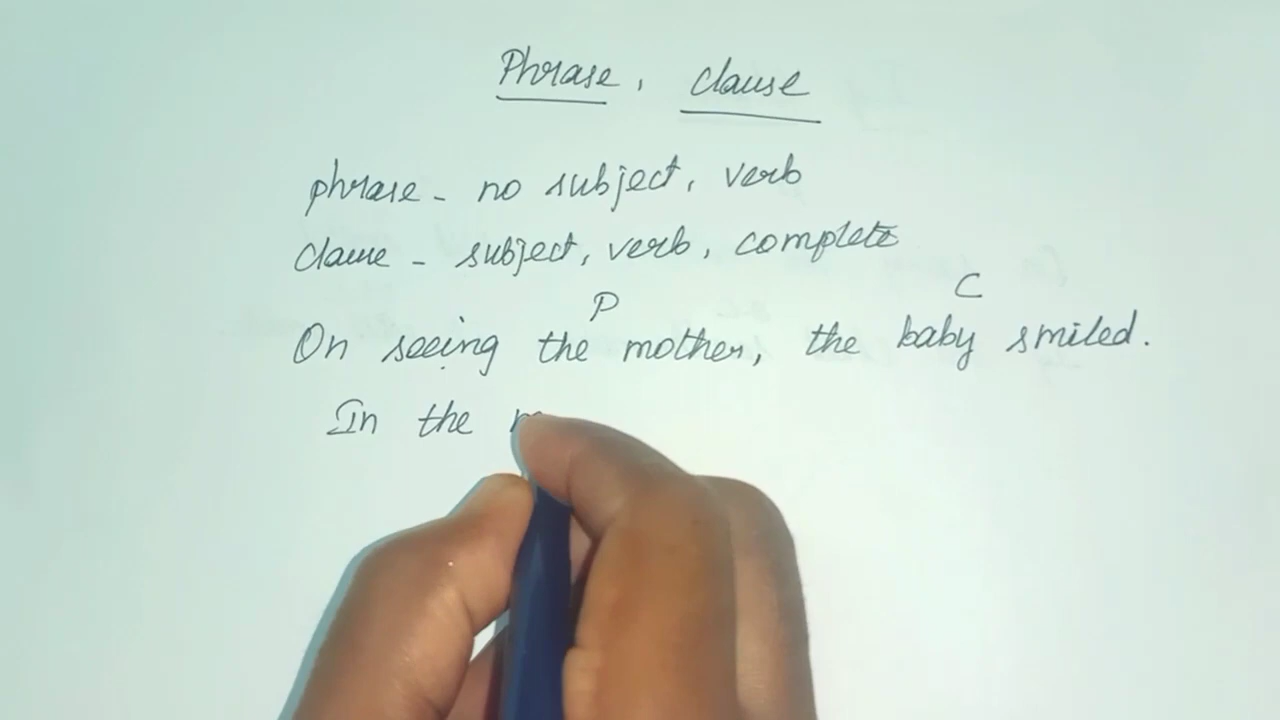 Phrase, clause
phrase - no subject, verb
clause - subject, verb, complete
P C
On seeing the mother, the baby smiled.
In the